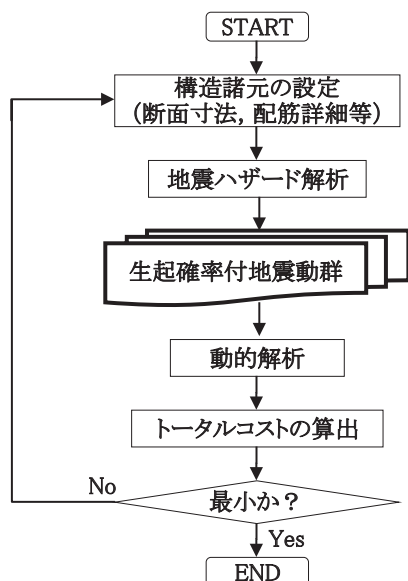 START
構造諸元の設定
(断面寸法, 配筋詳細等)
地震ハザード解析
生起確率付地震動群
動的解析
トータルコストの算出
No
最小か？
Yes
END